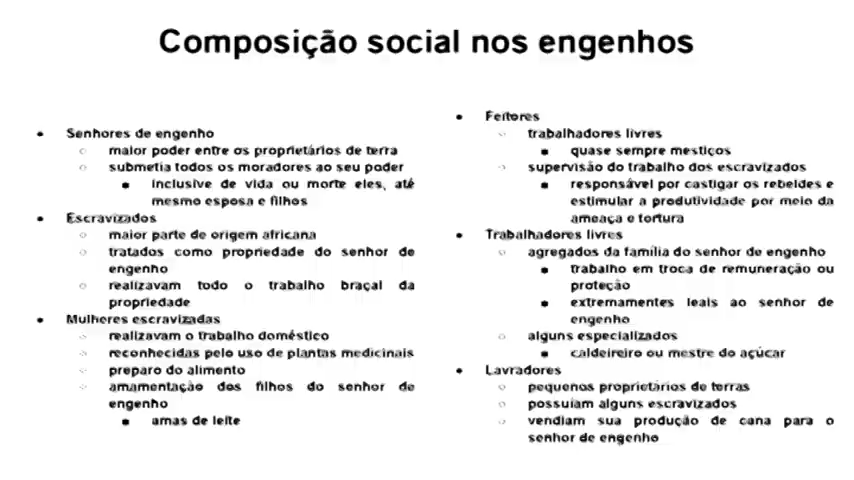 Composição social nos engenhos
Senhores de engenho
maior poder entre os proprietários de terra
submetia todos os moradores ao seu poder
inclusive de vida ou morte eles, até
mesmo esposa e filhos
Escravizados
maior parte de origem africana
tratados como propriedade do senhor de
engenho
realizavam todo o trabalho braçal da
propriedade
Mulheres escravizadas
realizavam o trabalho doméstico
reconhecidas pelo uso de plantas medicinais
preparo do alimento
amamentação dos filhos do senhor de
engenho
amas de leite
Feitores
trabalhadores livres
quase sempre mestiços
supervisão do trabalho dos escravizados
responsável por castigar os rebeldes e
estimular a produtividade por meio da
ameaça e tortura
Trabalhadores livres
agregados da família do senhor de engenho
trabalho em troca de remuneração ou
proteção
extremamentes leais ao senhor de
engenho
alguns especializados
caldeireiro ou mestre do açúcar
Lavradores
pequenos proprietários de terras
possuíam alguns escravizados
vendiam sua produção de cana para o
senhor de engenho